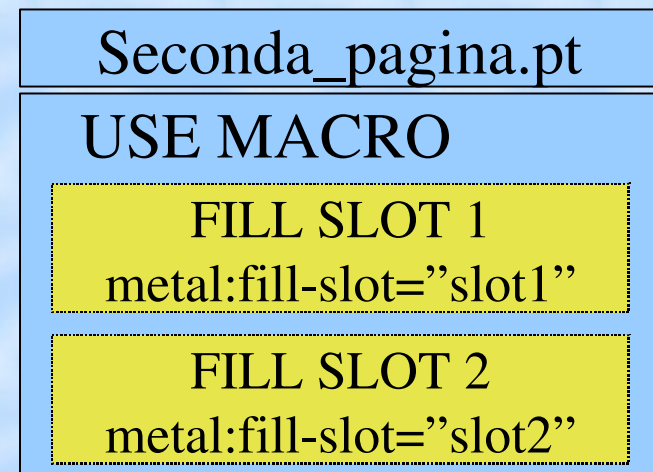 Seconda_pagina.pt
USE MACRO
FILL SLOT 1
metal:fill-slot=”slot1”
FILL SLOT 2
metal:fill-slot=”slot2”